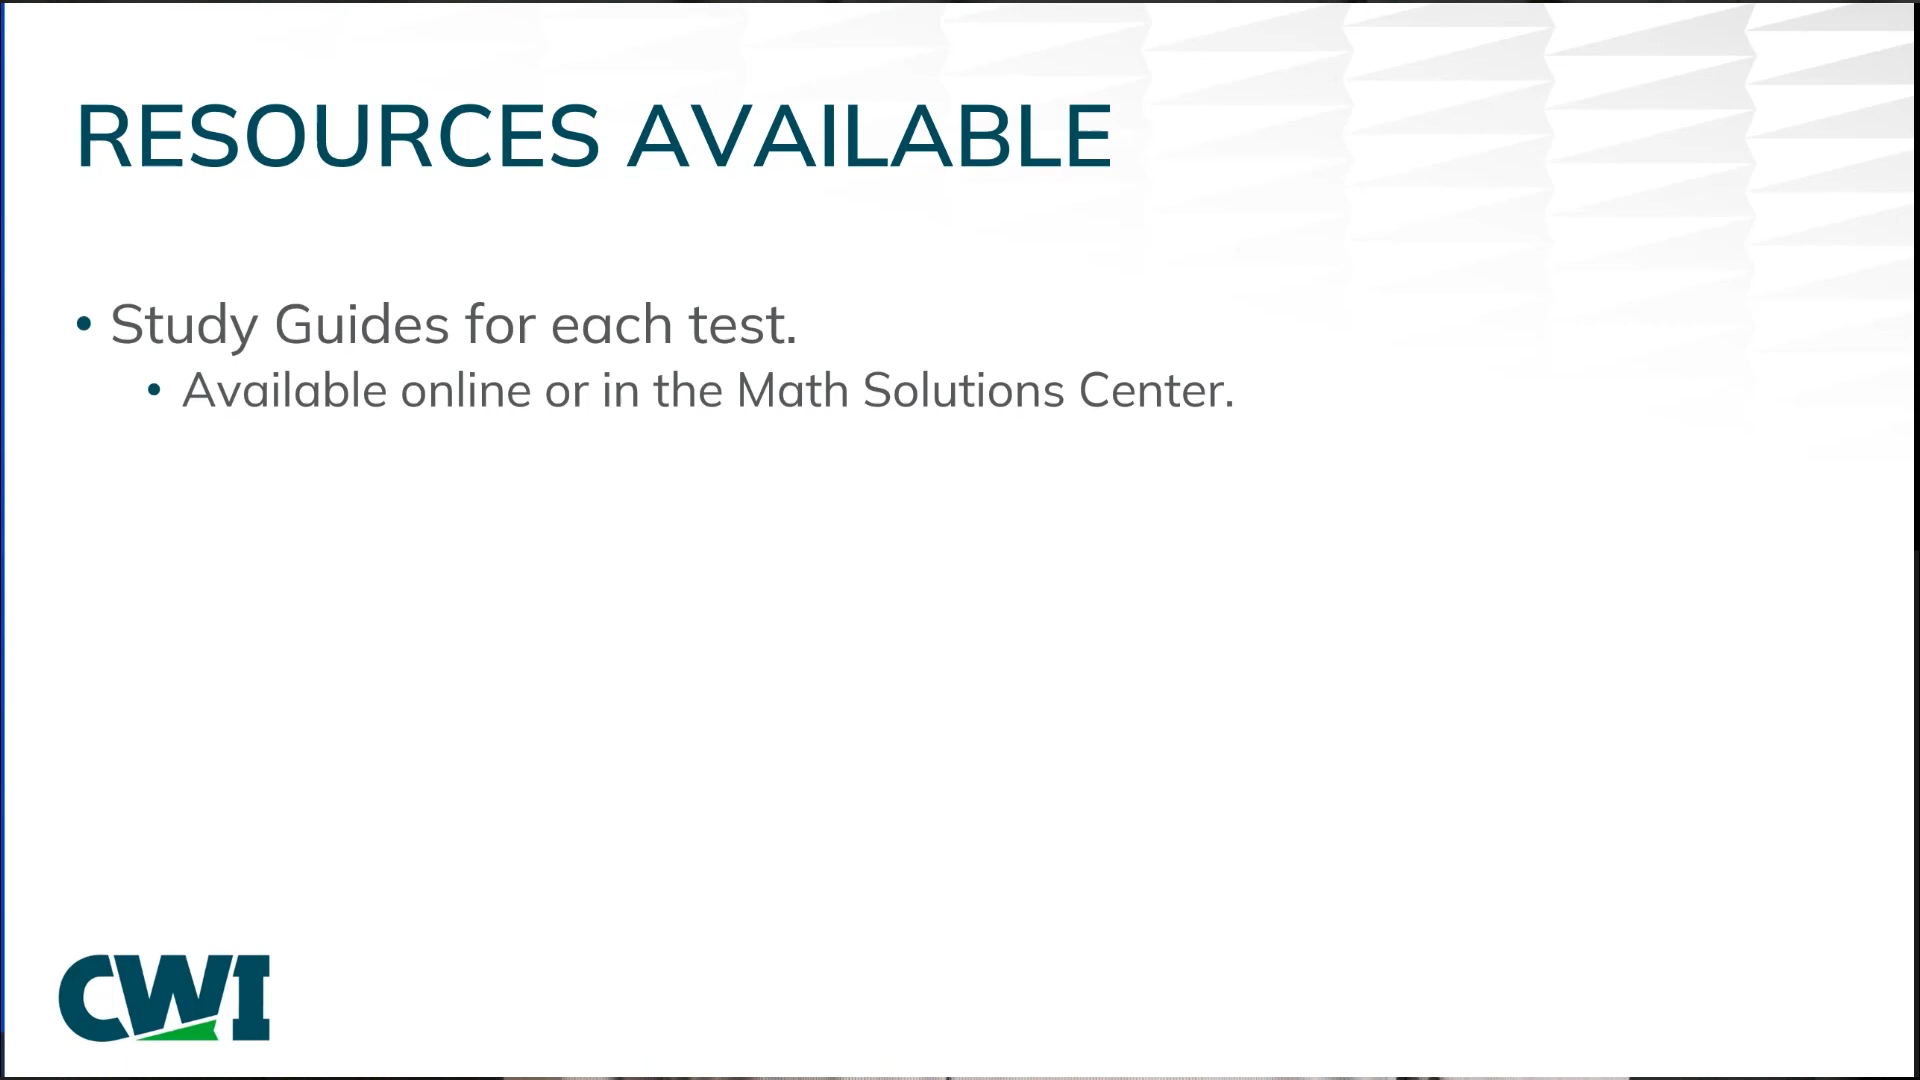 RESOURCES AVAILABLE
• Study Guides for each test.
• Available online or in the Math Solutions Center.
CWI